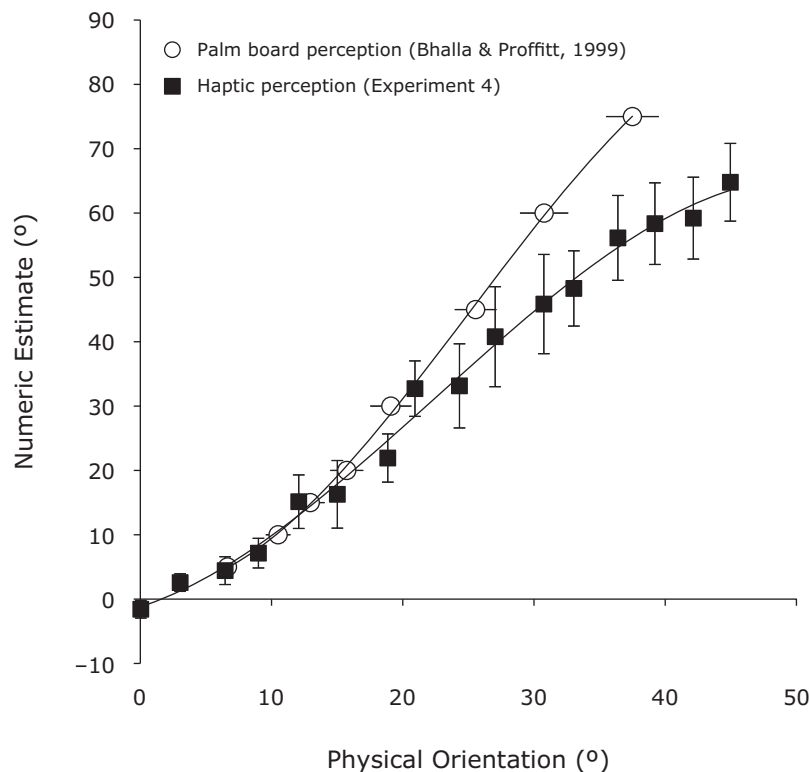 90
80
70
60
50
40
30
20
10
0
–10
Palm board perception (Bhalla & Proffitt, 1999)
Haptic perception (Experiment 4)
Numeric Estimate (º)
0 10 20 30 40 50
Physical Orientation (º)